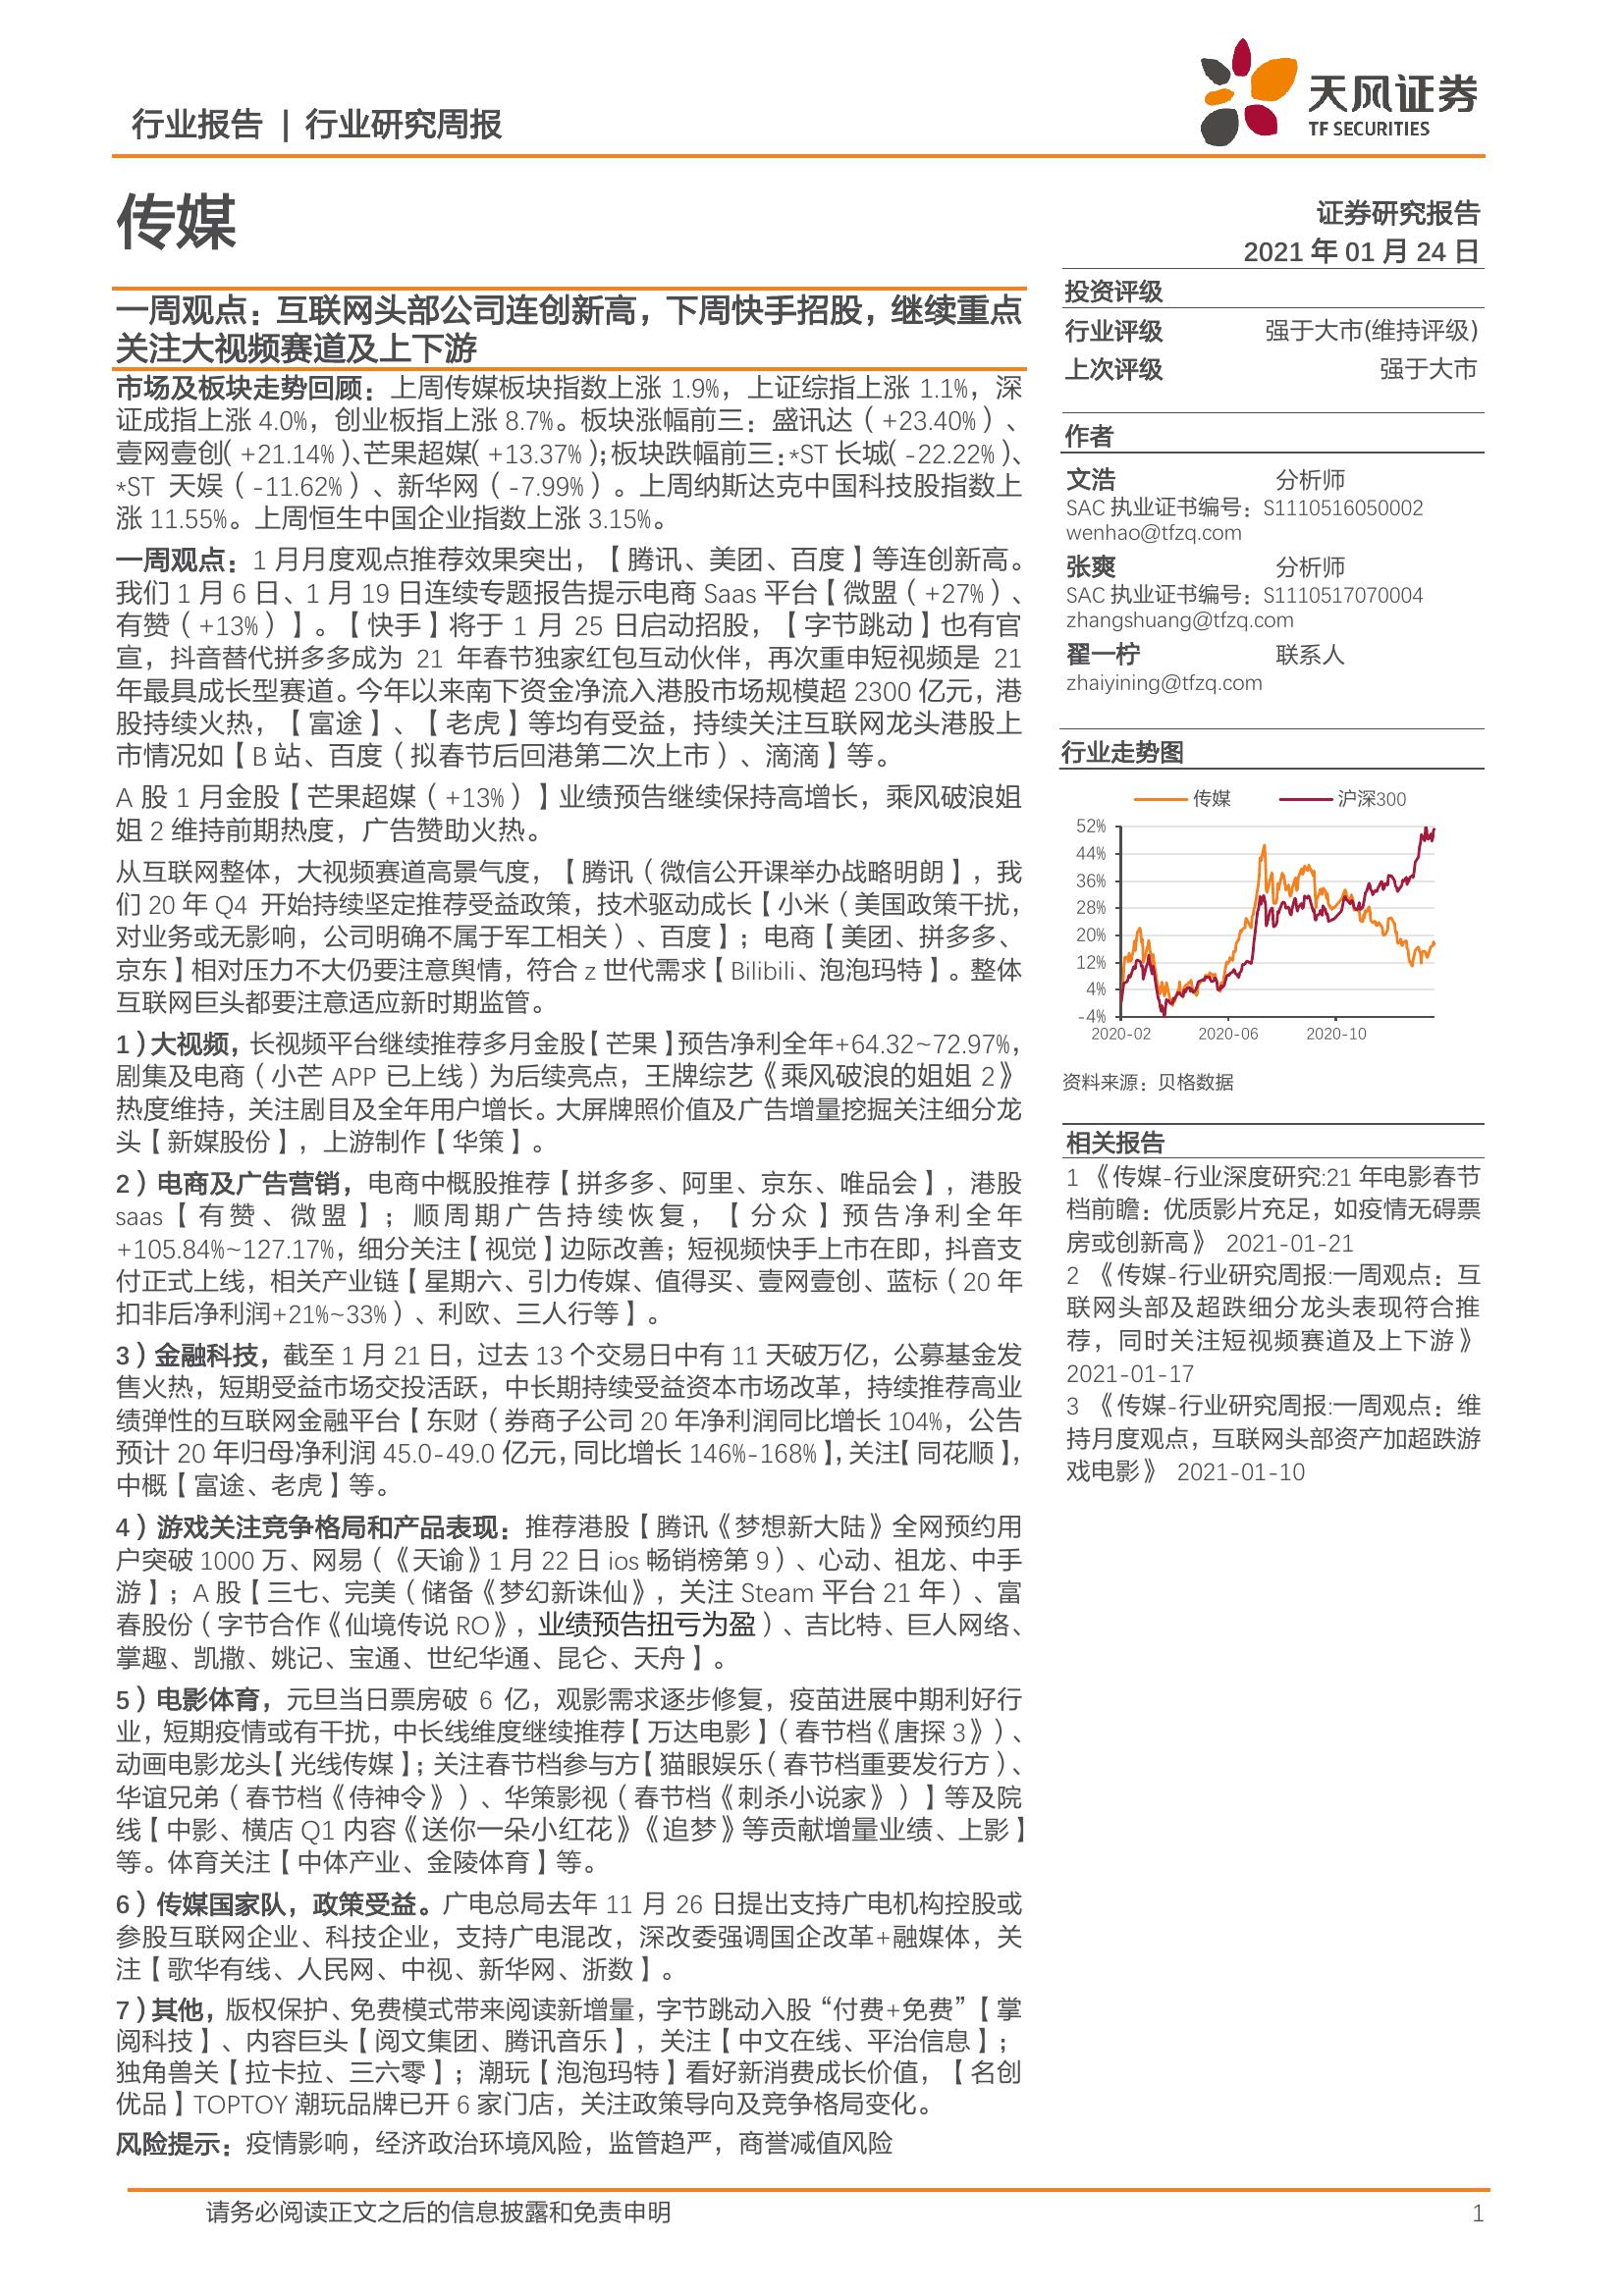 行业报告 | 行业研究周报
天风证券
TF SECURITIES
传媒
证券研究报告
2021 年 01 月 24 日
一周观点：互联网头部公司连创新高，下周快手招股，继续重点
关注大视频赛道及上下游
市场及板块走势回顾：上周传媒板块指数上涨 1.9%，上证综指上涨 1.1%，深
证成指上涨 4.0%，创业板指上涨 8.7%。板块涨幅前三：盛讯达（+23.40%）、
壹网壹创（+21.14%）、芒果超媒（+13.37%）；板块跌幅前三：*ST 长城（-22.22%）、
*ST 天娱（-11.62%）、新华网（-7.99%）。上周纳斯达克中国科技股指数上
涨 11.55%。上周恒生中国企业指数上涨 3.15%。
一周观点：1 月月度观点推荐效果突出，【腾讯、美团、百度】等连创新高。
我们 1 月 6 日、1 月 19 日连续专题报告提示电商 Saas 平台【微盟（+27%）、
有赞（+13%）】。【快手】将于 1 月 25 日启动招股，【字节跳动】也有官
宣，抖音替代拼多多成为 21 年春节独家红包互动伙伴，再次重申短视频是 21
年最具成长型赛道。今年以来南下资金净流入港股市场规模超 2300 亿元，港
股持续火热，【富途】、【老虎】等均有受益，持续关注互联网龙头港股上
市情况如【B 站、百度（拟春节后回港第二次上市）、滴滴】等。
A 股 1 月金股【芒果超媒（+13%）】业绩预告继续保持高增长，乘风破浪姐
姐 2 维持前期热度，广告赞助火热。
从互联网整体，大视频赛道高景气度，【腾讯（微信公开课举办战略明朗】，我
们 20 年 Q4 开始持续坚定推荐受益政策，技术驱动成长【小米（美国政策干扰，
对业务或无影响，公司明确不属于军工相关）、百度】；电商【美团、拼多多、
京东】相对压力不大仍要注意舆情，符合 z 世代需求【Bilibili、泡泡玛特】。整体
互联网巨头都要注意适应新时期监管。
1）大视频，长视频平台继续推荐多月金股【芒果】预告净利全年+64.32~72.97%，
剧集及电商（小芒 APP 已上线）为后续亮点，王牌综艺《乘风破浪的姐姐 2》
热度维持，关注剧目及全年用户增长。大屏牌照价值及广告增量挖掘关注细分龙
头【新媒股份】，上游制作【华策】。
2）电商及广告营销，电商中概股推荐【拼多多、阿里、京东、唯品会】，港股
saas【有赞、微盟】；顺周期广告持续恢复，【分众】预告净利全年
+105.84%~127.17%，细分关注【视觉】边际改善；短视频快手上市在即，抖音支
付正式上线，相关产业链【星期六、引力传媒、值得买、壹网壹创、蓝标（20 年
扣非后净利润+21%~33%）、利欧、三人行等】。
3）金融科技，截至 1 月 21 日，过去 13 个交易日中有 11 天破万亿，公募基金发
售火热，短期受益市场交投活跃，中长期持续受益资本市场改革，持续推荐高业
绩弹性的互联网金融平台【东财（券商子公司 20 年净利润同比增长 104%，公告
预计 20 年归母净利润 45.0-49.0 亿元，同比增长 146%-168%】，关注【同花顺】，
中概【富途、老虎】等。
4）游戏关注竞争格局和产品表现：推荐港股【腾讯《梦想新大陆》全网预约用
户突破 1000 万、网易（《天谕》1 月 22 日 ios 畅销榜第 9）、心动、祖龙、中手
游】；A 股【三七、完美（储备《梦幻新诛仙》，关注 Steam 平台 21 年）、富
春股份（字节合作《仙境传说 RO》，业绩预告扭亏为盈）、吉比特、巨人网络、
掌趣、凯撒、姚记、宝通、世纪华通、昆仑、天舟】。
5）电影体育，元旦当日票房破 6 亿，观影需求逐步修复，疫苗进展中期利好行
业，短期疫情或有干扰，中长线维度继续推荐【万达电影】（春节档《唐探 3》）、
动画电影龙头【光线传媒】；关注春节档参与方【猫眼娱乐（春节档重要发行方）、
华谊兄弟（春节档《侍神令》）、华策影视（春节档《刺杀小说家》）】等及院
线【中影、横店 Q1 内容《送你一朵小红花》《追梦》等贡献增量业绩、上影】
等。体育关注【中体产业、金陵体育】等。
6）传媒国家队，政策受益。广电总局去年 11 月 26 日提出支持广电机构控股或
参股互联网企业、科技企业，支持广电混改，深改委强调国企改革+融媒体，关
注【歌华有线、人民网、中视、新华网、浙数】。
7）其他，版权保护、免费模式带来阅读新增量，字节跳动入股“付费+免费”【掌
阅科技】、内容巨头【阅文集团、腾讯音乐】，关注【中文在线、平治信息】；
独角兽关【拉卡拉、三六零】；潮玩【泡泡玛特】看好新消费成长价值，【名创
优品】TOPTOY 潮玩品牌已开 6 家门店，关注政策导向及竞争格局变化。
风险提示：疫情影响，经济政治环境风险，监管趋严，商誉减值风险
投资评级
行业评级 强于大市(维持评级)
上次评级 强于大市
作者
文浩 分析师
SAC 执业证书编号：S1110516050002
wenhao@tfzq.com
张爽 分析师
SAC 执业证书编号：S1110517070004
zhangshuang@tfzq.com
翟一柠 联系人
zhaiyining@tfzq.com
行业走势图
传媒 沪深300
52%
44%
36%
28%
20%
12%
4%
-4%
2020-02 2020-06 2020-10
资料来源：贝格数据
相关报告
1 《传媒-行业深度研究:21 年电影春节
档前瞻：优质影片充足，如疫情无碍票
房或创新高》 2021-01-21
2 《传媒-行业研究周报:一周观点：互
联网头部及超跌细分龙头表现符合推
荐，同时关注短视频赛道及上下游》
2021-01-17
3 《传媒-行业研究周报:一周观点：维
持月度观点，互联网头部资产加超跌游
戏电影》 2021-01-10
请务必阅读正文之后的信息披露和免责申明 1